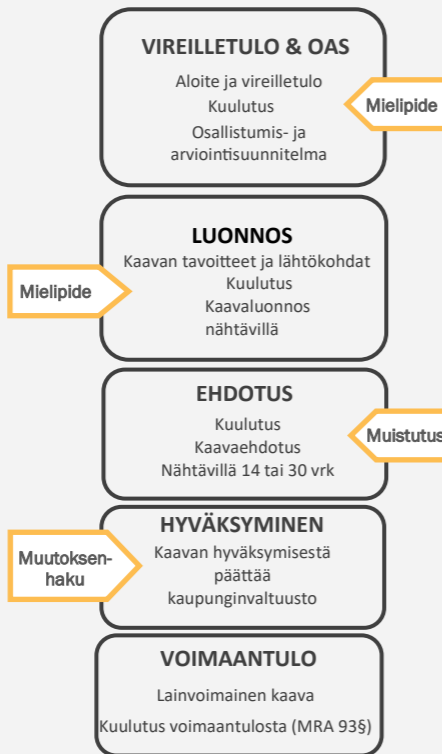 VIREILLETULO & OAS
Aloite ja vireilletulo
Kuulutus
Osallistumis- ja
arviointisuunnitelma
Mielipide
LUONNOS
Kaavan tavoitteet ja lähtökohdat
Kuulutus
Kaavaluonnos
nähtävillä
Mielipide
EHDOTUS
Kuulutus
Kaavaehdotus
Nähtävillä 14 tai 30 vrk
Muistutus
HYVÄKSYMINEN
Kaavan hyväksymisestä
päättää
kaupunginvaltuusto
Muutoksen-
haku
VOIMAANTULO
Lainvoimainen kaava
Kuulutus voimaantulosta (MRA 93§)